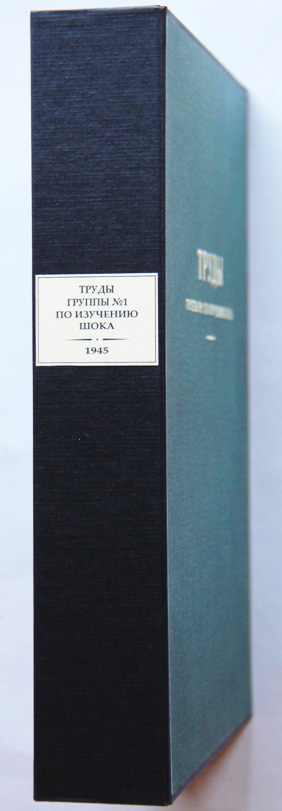 ТРУДЫ
ГРУППЫ №1
ПО ИЗУЧЕНИЮ
ШОКА
1945
ТРУДЫ